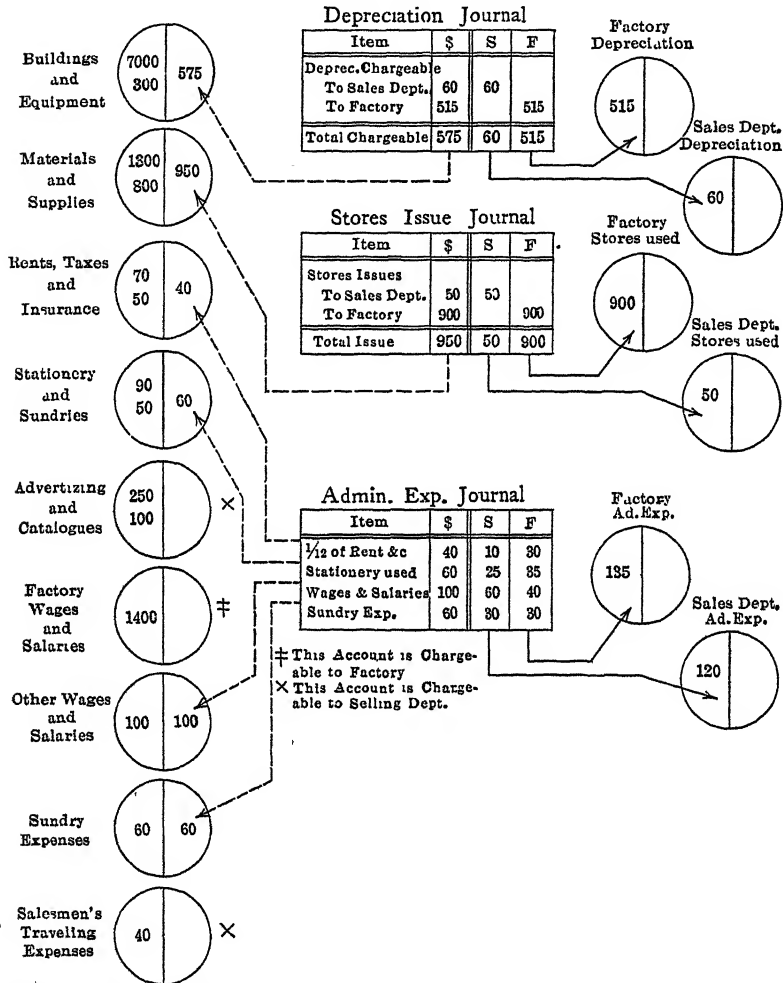 Depreciation Journal
Item $ S F
Deprec. Chargeable
To Sales Dept. 60 60
To Factory 515 515
Total Chargeable 575 60 515
Factory
Depreciation
515
Sales Dept.
Depreciation
60
Buildings
and
Equipment
7000
300
575
Materials
and
Supplies
1300
800
950
Stores Issue Journal
Item $ S F
Stores Issues
To Sales Dept. 50 50
To Factory 900 900
Total Issue 950 50 900
Factory
Stores used
900
Sales Dept.
Stores used
50
Rents, Taxes
and
Insurance
70
50
40
Stationery
and
Sundries
90
50
60
Advertizing
and
Catalogues
250
100
×
Admin. Exp. Journal
Item $ S F
1/12 of Rent &c 40 10 30
Stationery used 60 25 35
Wages & Salaries 100 60 40
Sundry Exp. 60 30 30
Factory
Ad. Exp.
135
Sales Dept.
Ad. Exp.
120
‡ This Account is Charge-
able to Factory
× This Account is Charge-
able to Selling Dept.
Factory
Wages
and
Salaries
1400
‡
Other Wages
and
Salaries
100 100
Sundry
Expenses
60 60
Salesmen's
Traveling
Expenses
40
×